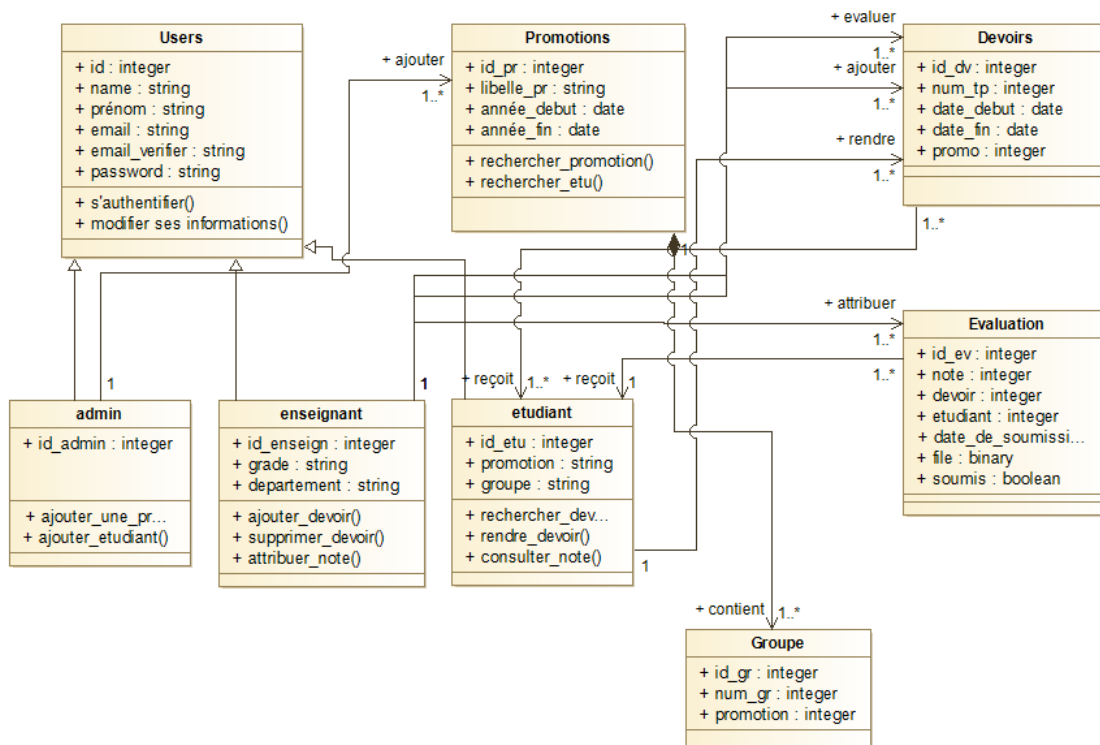 Users
+ id : integer
+ name : string
+ prénom : string
+ email : string
+ email_verifier : string
+ password : string
+ s'authentifier()
+ modifier ses informations()
+ ajouter
1..*
Promotions
+ id_pr : integer
+ libelle_pr : string
+ année_debut : date
+ année_fin : date
+ rechercher_promotion()
+ rechercher_etu()
1
+ evaluer
1..*
+ ajouter
1..*
+ rendre
1..*
Devoirs
+ id_dv : integer
+ num_tp : integer
+ date_debut : date
+ date_fin : date
+ promo : integer
1..*
+ attribuer
1..*
Evaluation
+ id_ev : integer
+ note : integer
+ devoir : integer
+ etudiant : integer
+ date_de_soumissi...
+ file : binary
+ soumis : boolean
1..*
1
1
+ reçoit
1..*
+ reçoit
1
admin
+ id_admin : integer
+ ajouter_une_pr...
+ ajouter_etudiant()
enseignant
+ id_enseign : integer
+ grade : string
+ departement : string
+ ajouter_devoir()
+ supprimer_devoir()
+ attribuer_note()
etudiant
+ id_etu : integer
+ promotion : string
+ groupe : string
+ rechercher_dev...
+ rendre_devoir()
+ consulter_note()
1
+ contient
1..*
Groupe
+ id_gr : integer
+ num_gr : integer
+ promotion : integer